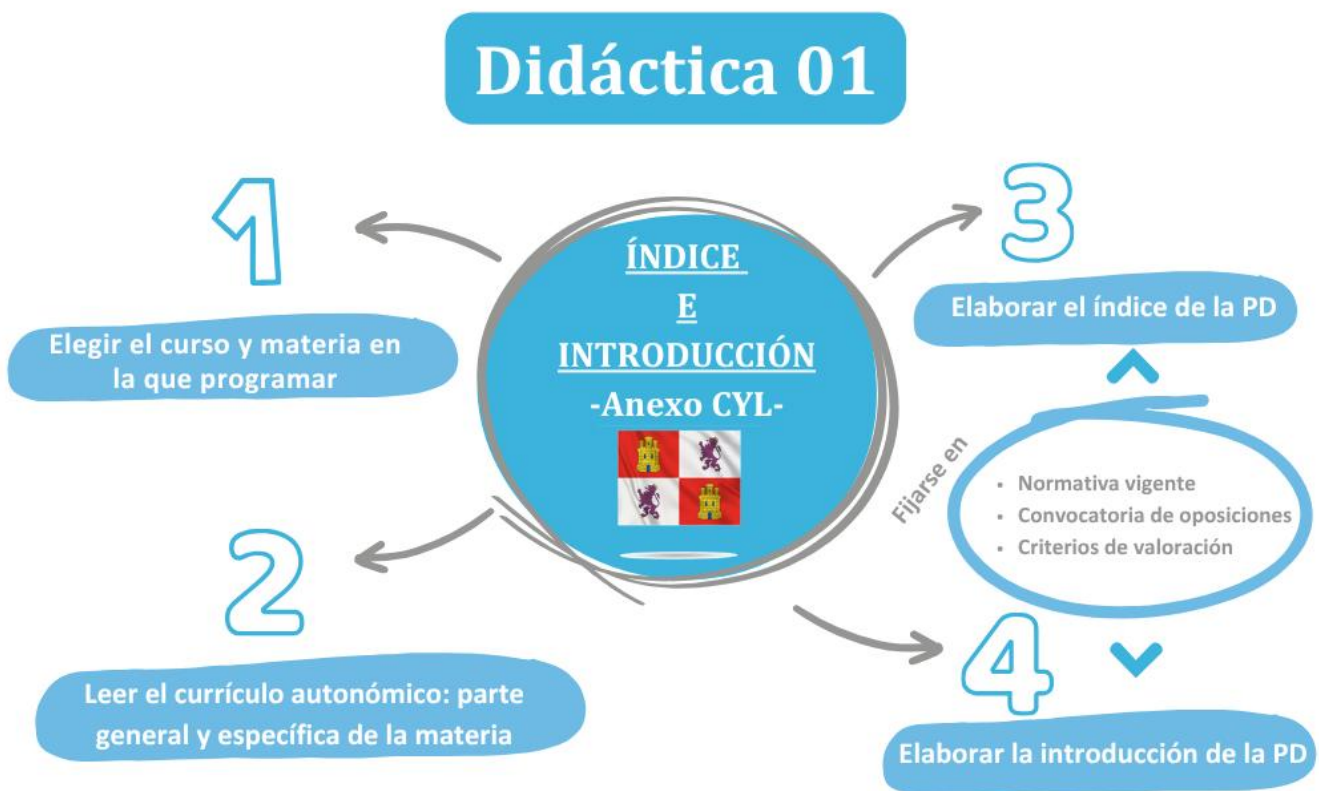 Didáctica 01
1
Elegir el curso y materia en
la que programar
2
Leer el currículo autonómico: parte
general y específica de la materia
ÍNDICE
E
INTRODUCCIÓN
-Anexo CYL-
3
Elaborar el índice de la PD
Fijarse en
• Normativa vigente
• Convocatoria de oposiciones
• Criterios de valoración
4
Elaborar la introducción de la PD